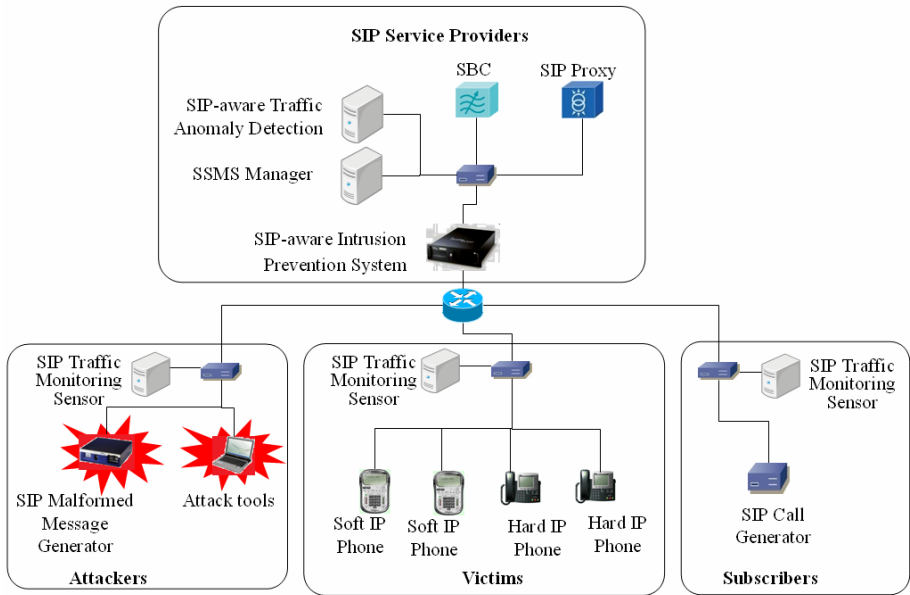 SIP Service Providers
SBC
SIP Proxy
SIP-aware Traffic
Anomaly Detection
SSMS Manager
SIP-aware Intrusion
Prevention System
SIP Traffic
Monitoring
Sensor
SIP Malformed
Message
Generator
Attack tools
Attackers
SIP Traffic
Monitoring
Sensor
Soft IP
Phone
Soft IP
Phone
Hard IP
Phone
Hard IP
Phone
Victims
SIP Traffic
Monitoring
Sensor
SIP Call
Generator
Subscribers